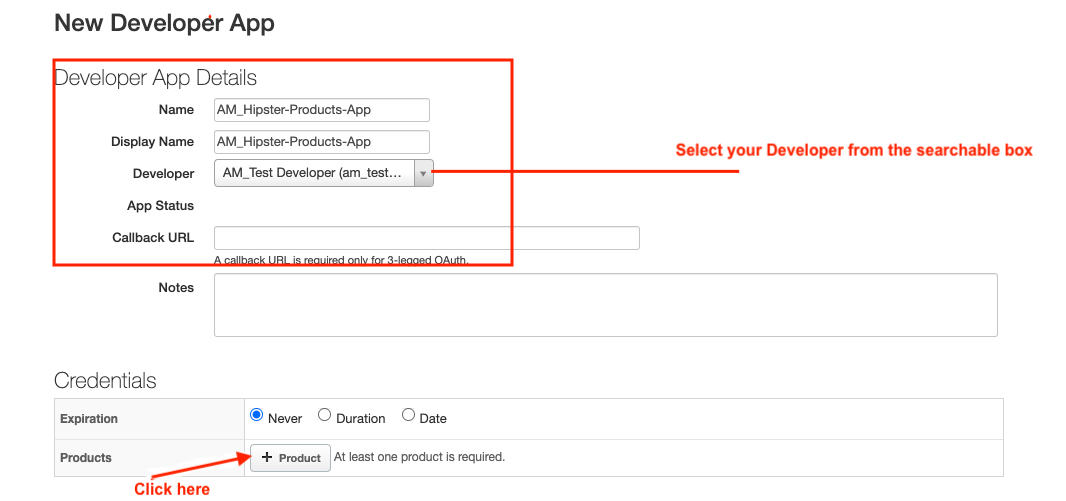 New Developer App
Developer App Details
Name AM_Hipster-Products-App
Display Name AM_Hipster-Products-App
Select your Developer from the searchable box
Developer AM_Test Developer (am_test...
App Status
Callback URL
A callback URL is required only for 3-legged OAuth.
Notes
Credentials
Expiration Never Duration Date
Products + Product At least one product is required.
Click here